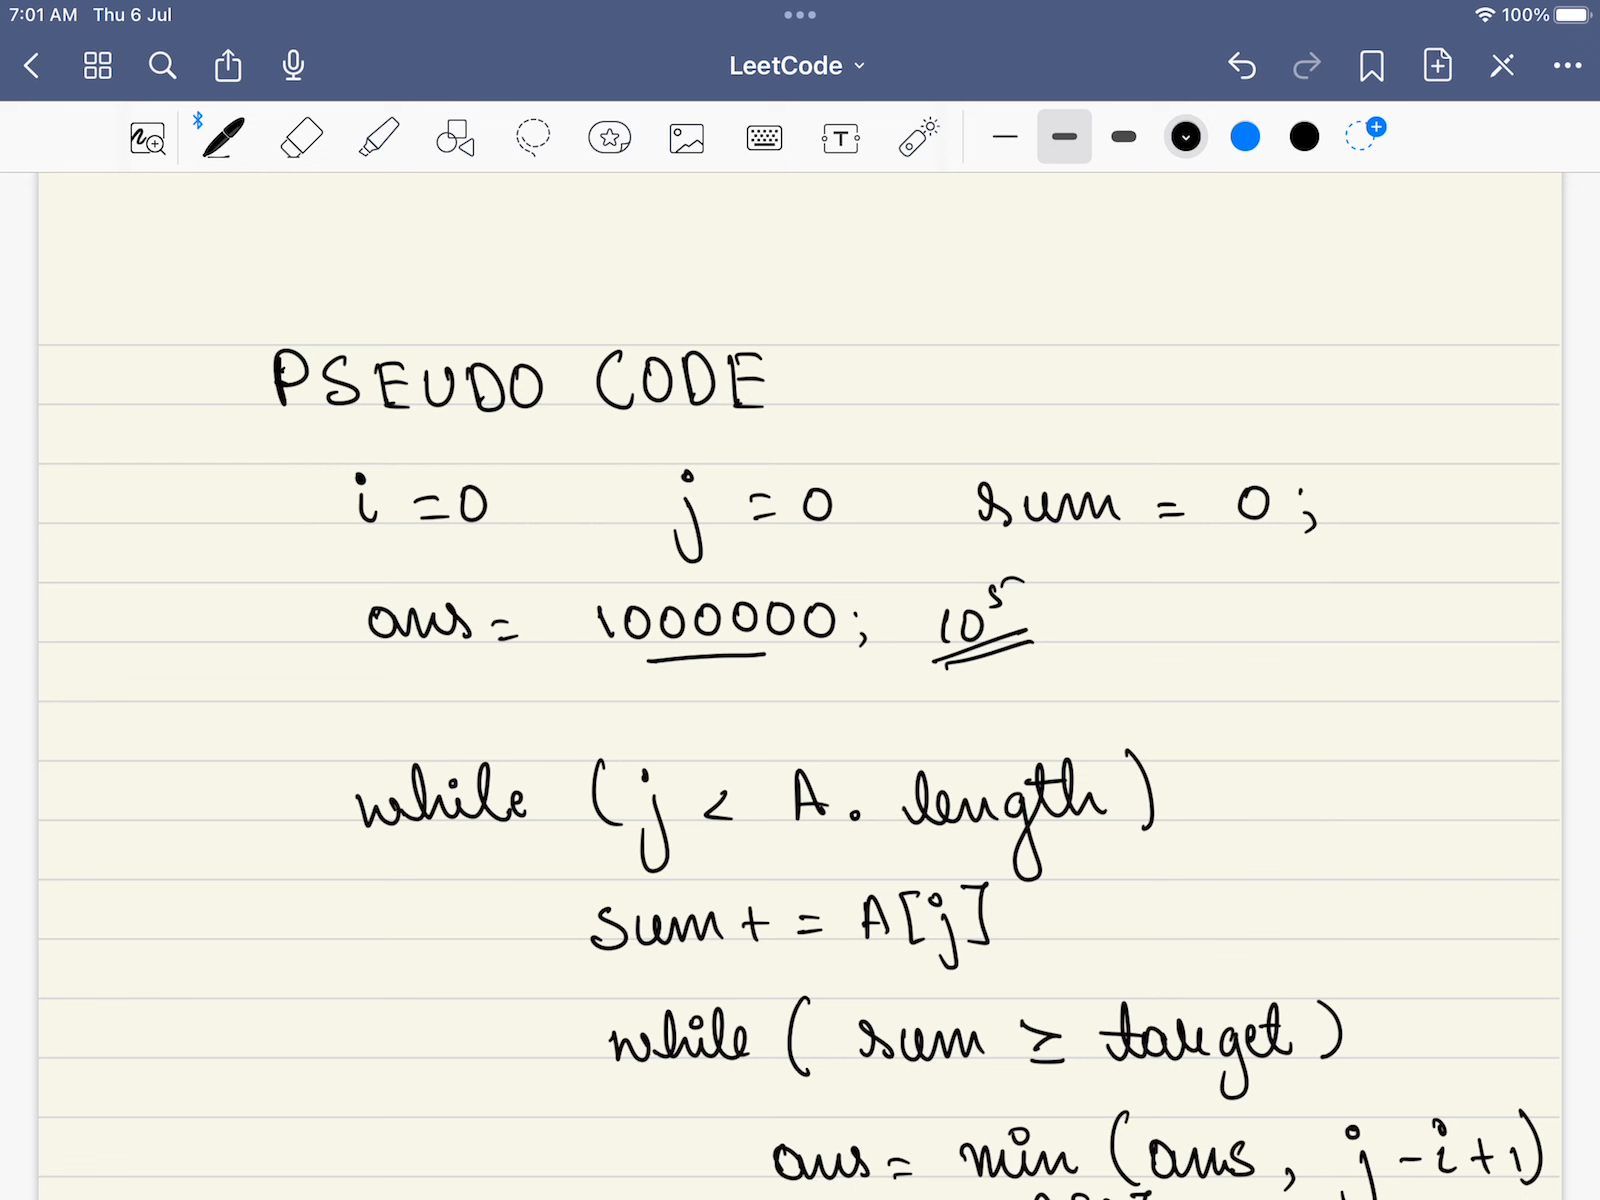 7:01 AM Thu 6 Jul 100%
LeetCode
T
PSEUDO CODE
i =0 j = 0 sum = 0 ;
ans = 1000000; 10^5
while (j < A. length)
sum + = A[j]
while ( sum ≥ target )
ans = min (ans, j - i + 1)